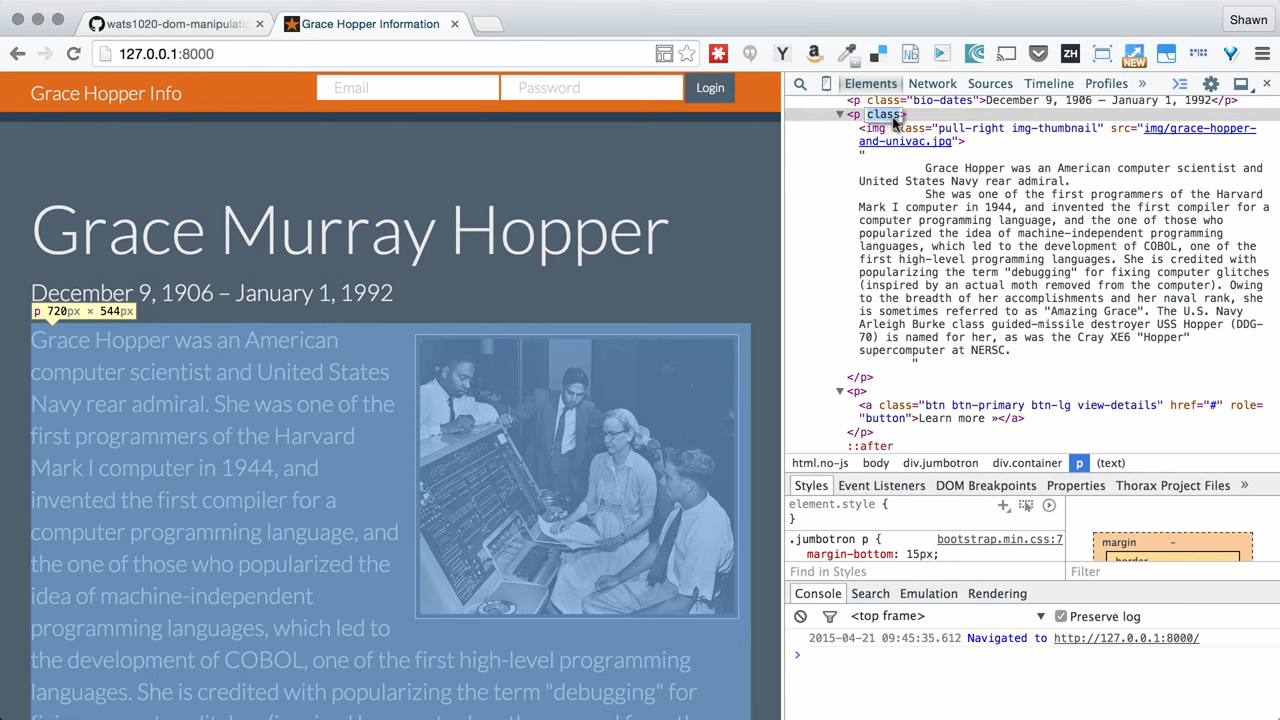 wats1020-dom-manipulatio
Grace Hopper Information
Shawn
127.0.0.1:8000
Y
a
Nb
ZH
NEW
Grace Hopper Info
Email
Password
Login
Grace Murray Hopper
December 9, 1906 – January 1, 1992
p 720px × 544px
Grace Hopper was an American
computer scientist and United States
Navy rear admiral. She was one of the
first programmers of the Harvard
Mark I computer in 1944, and
invented the first compiler for a
computer programming language, and
the one of those who popularized the
idea of machine-independent
programming languages, which led to
the development of COBOL, one of the first high-level programming
languages. She is credited with popularizing the term "debugging" for
Elements Network Sources Timeline Profiles »
<p class="bio-dates">December 9, 1906 – January 1, 1992</p>
▼<p class>
<img class="pull-right img-thumbnail" src="img/grace-hopper-
and-univac.jpg">
"
Grace Hopper was an American computer scientist and
United States Navy rear admiral.
She was one of the first programmers of the Harvard
Mark I computer in 1944, and invented the first compiler for a
computer programming language, and the one of those who
popularized the idea of machine-independent programming
languages, which led to the development of COBOL, one of the
first high-level programming languages. She is credited with
popularizing the term "debugging" for fixing computer glitches
(inspired by an actual moth removed from the computer). Owing
to the breadth of her accomplishments and her naval rank, she
is sometimes referred to as "Amazing Grace". The U.S. Navy
Arleigh Burke class guided-missile destroyer USS Hopper (DDG-
70) is named for her, as was the Cray XE6 "Hopper"
supercomputer at NERSC.
"
</p>
▼<p>
<a class="btn btn-primary btn-lg view-details" href="#" role=
"button">Learn more »</a>
</p>
::after
html.no-js body div.jumbotron div.container p (text)
Styles Event Listeners DOM Breakpoints Properties Thorax Project Files »
element.style {
}
.jumbotron p { bootstrap.min.css:7
margin-bottom: 15px;
Find in Styles
margin –
border
Filter
Console Search Emulation Rendering
<top frame> ▼ Preserve log
2015-04-21 09:45:35.612 Navigated to http://127.0.0.1:8000/
>